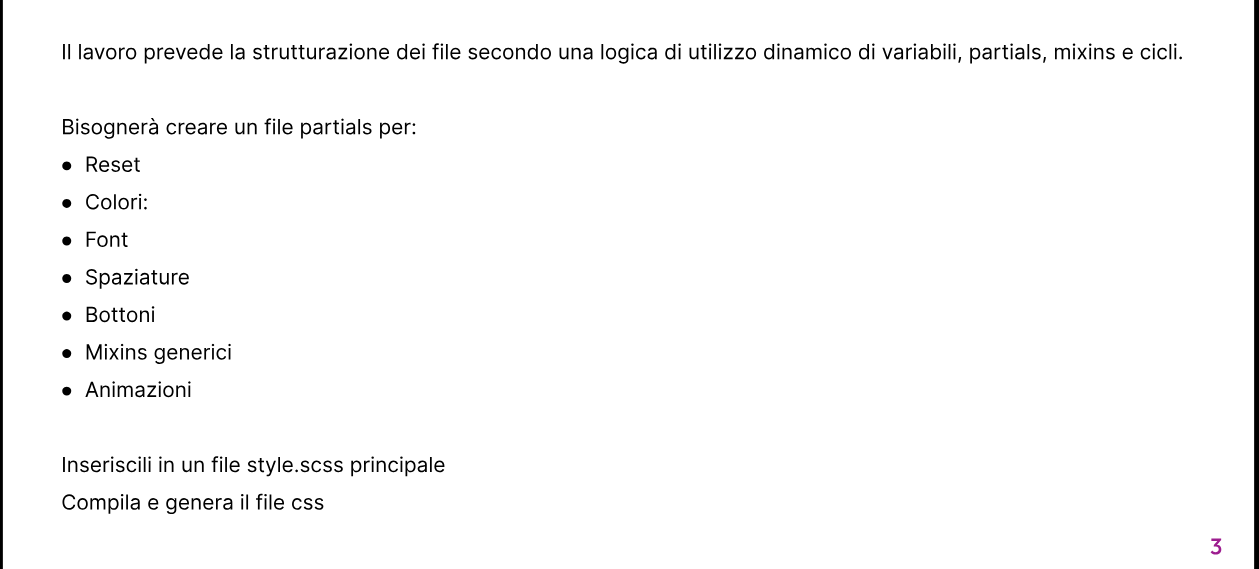 Il lavoro prevede la strutturazione dei file secondo una logica di utilizzo dinamico di variabili, partials, mixins e cicli.
Bisognerà creare un file partials per:
● Reset
● Colori:
● Font
● Spaziature
● Bottoni
● Mixins generici
● Animazioni
Inseriscili in un file style.scss principale
Compila e genera il file css
3